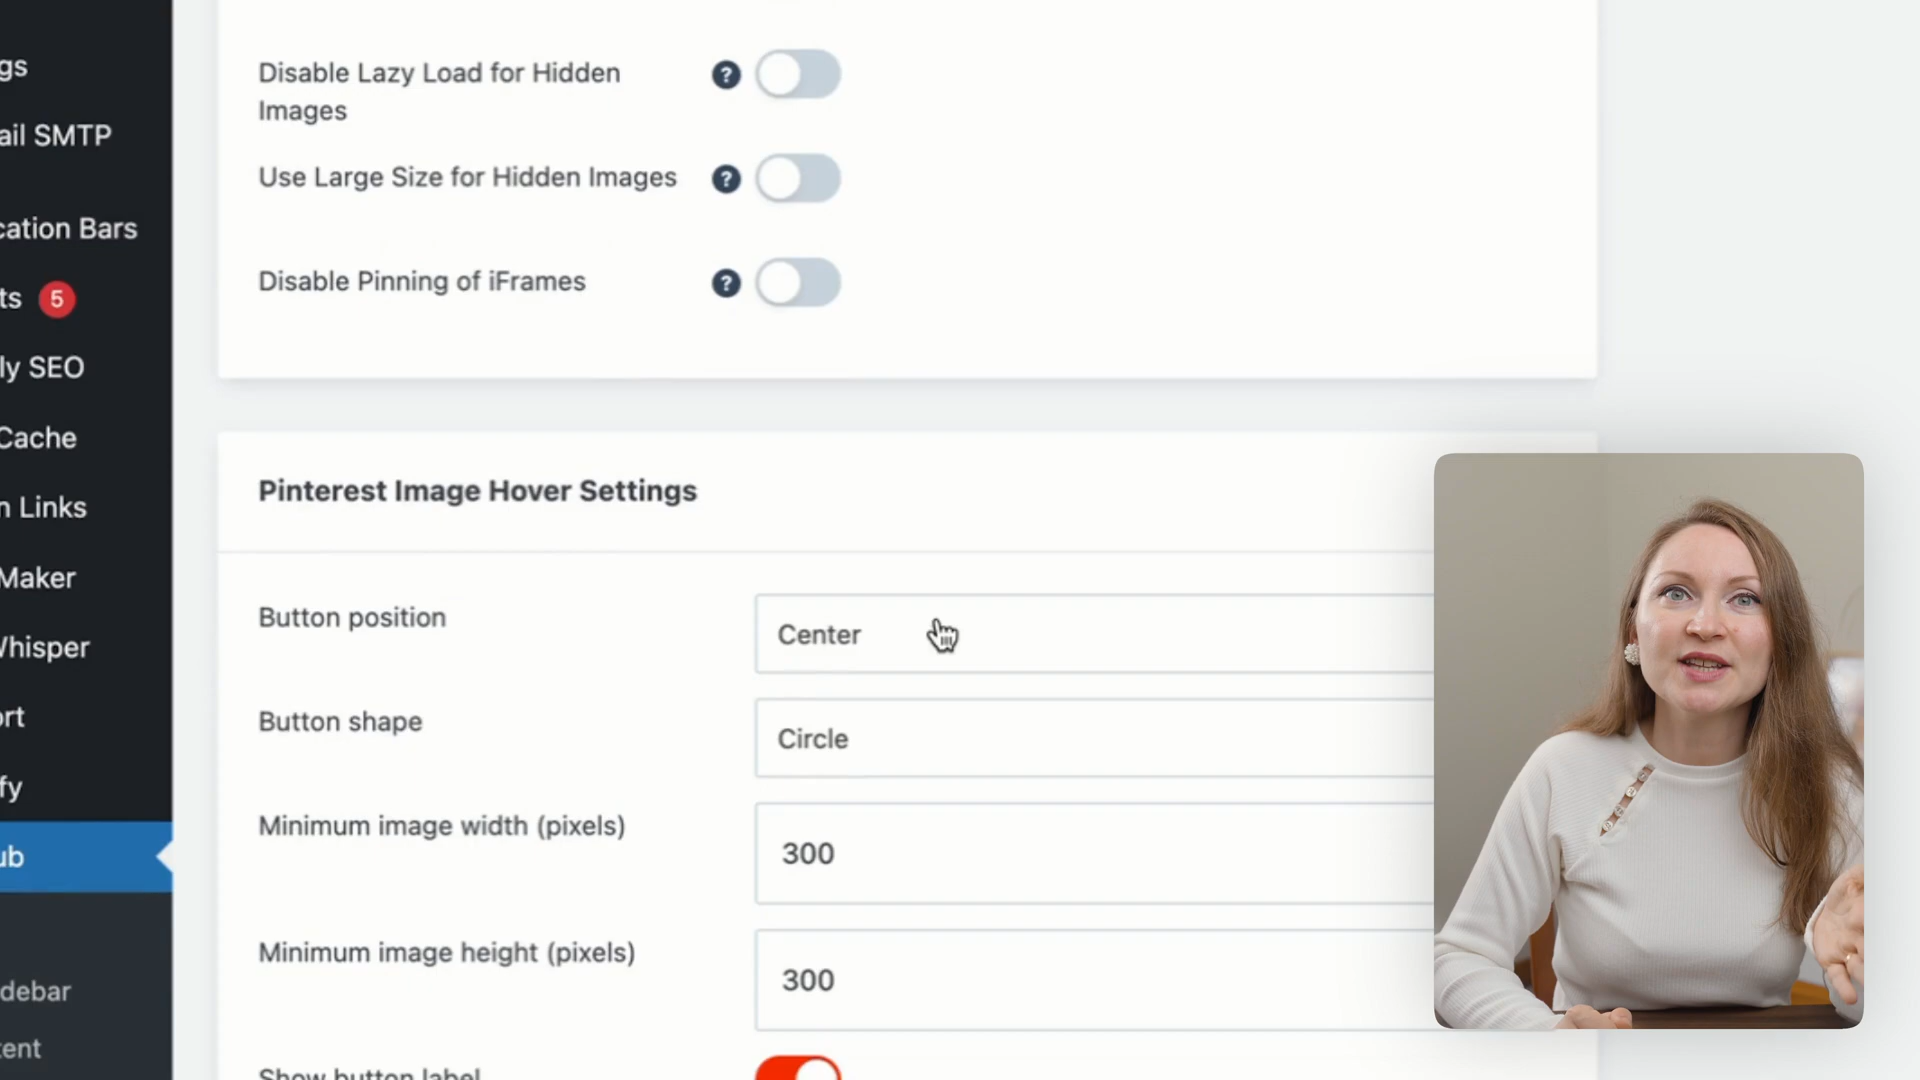 gs
ail SMTP
cation Bars
ts 5
ly SEO
Cache
n Links
Maker
Whisper
ort
fy
ub
debar
tent
Disable Lazy Load for Hidden
Images
?
Use Large Size for Hidden Images
?
Disable Pinning of iFrames
?
Pinterest Image Hover Settings
Button position
Center
Button shape
Circle
Minimum image width (pixels)
300
Minimum image height (pixels)
300
Show button label